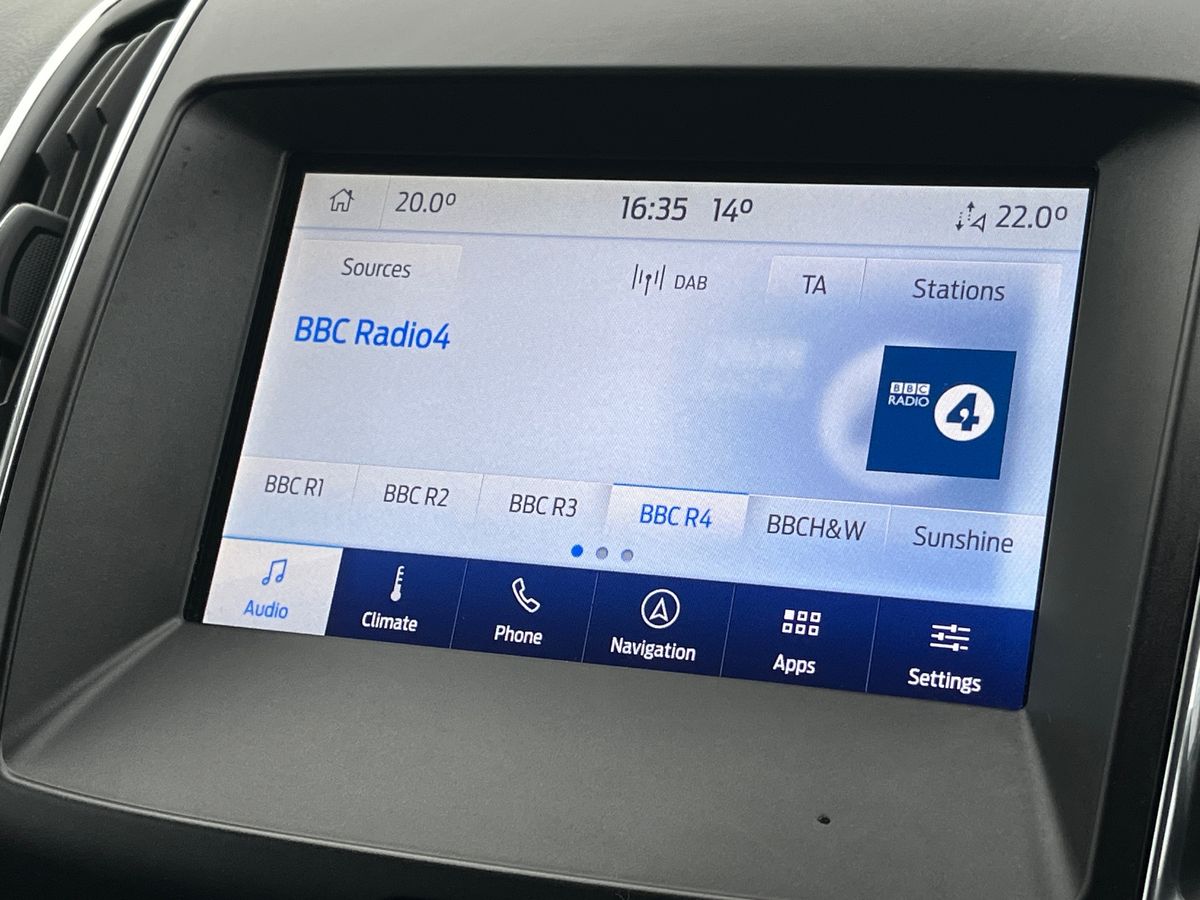 20.0º 16:35 14º 22.0º
Sources DAB TA Stations
BBC Radio4
BBC
RADIO 4
BBC R1 BBC R2 BBC R3 BBC R4 BBCH&W Sunshine
Audio Climate Phone Navigation Apps Settings